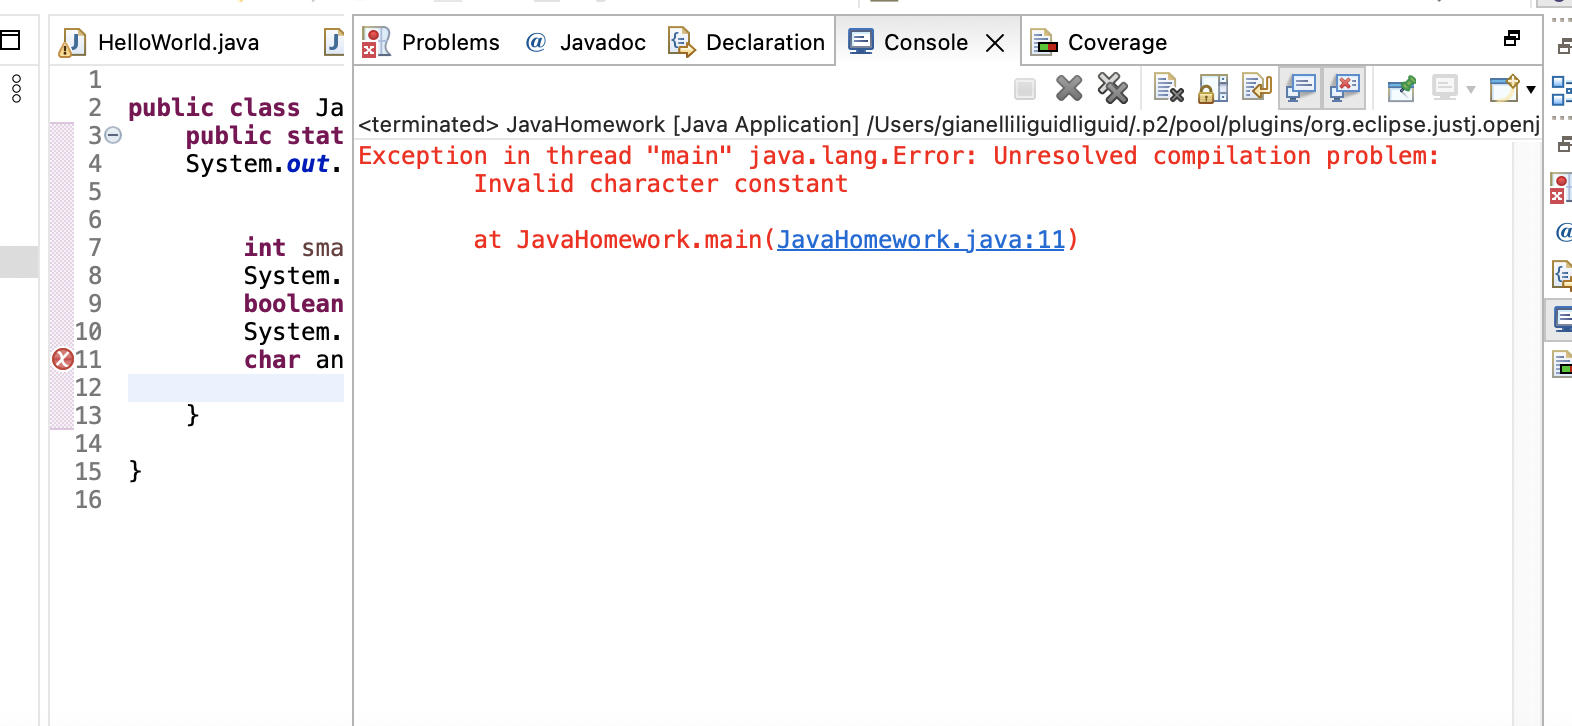 HelloWorld.java
Problems @ Javadoc Declaration Console Coverage
<terminated> JavaHomework [Java Application] /Users/gianelliliguidliguid/.p2/pool/plugins/org.eclipse.justj.openj
1
2 public class Ja
3 public stat
4 System.out.
5
6
7 int sma
8 System.
9 boolean
10 System.
11 char an
12
13 }
14
15 }
16
Exception in thread "main" java.lang.Error: Unresolved compilation problem:
Invalid character constant
at JavaHomework.main(JavaHomework.java:11)